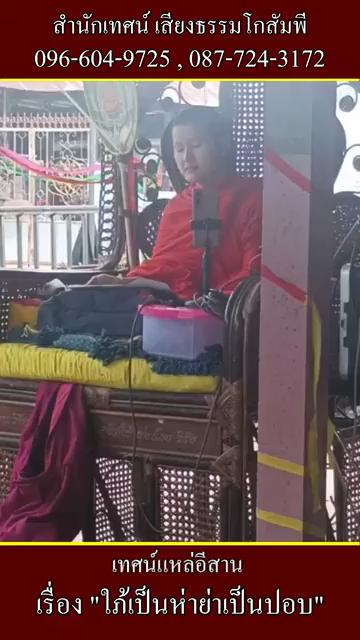 สำนักเทศน์ เสียงธรรมโกสัมพี
096-604-9725 , 087-724-3172
เทศน์แหล่อีสาน
เรื่อง "ใภ้เป็นห่าย่าเป็นปอบ"